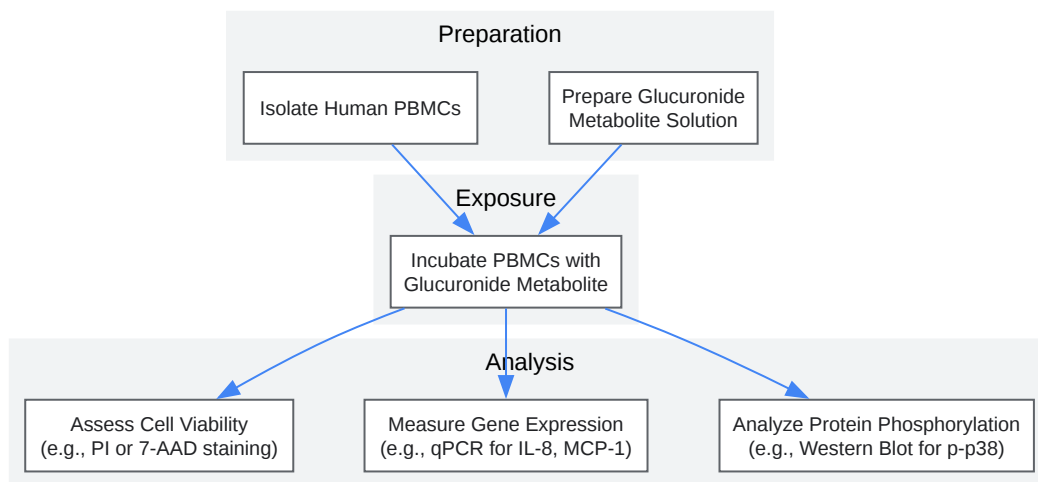 Preparation
Isolate Human PBMCs
Prepare Glucuronide
Metabolite Solution
Exposure
Incubate PBMCs with
Glucuronide Metabolite
Analysis
Assess Cell Viability
(e.g., PI or 7-AAD staining)
Measure Gene Expression
(e.g., qPCR for IL-8, MCP-1)
Analyze Protein Phosphorylation
(e.g., Western Blot for p-p38)